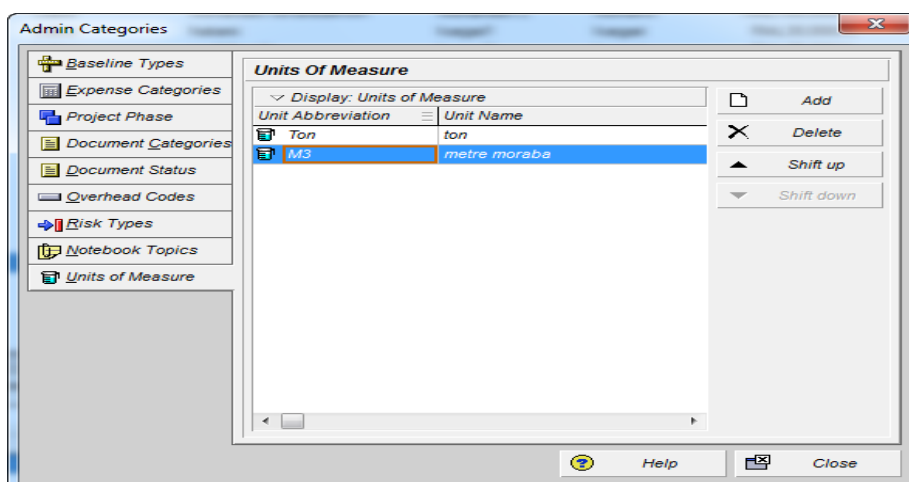 Admin Categories
Baseline Types
Expense Categories
Project Phase
Document Categories
Document Status
Overhead Codes
Risk Types
Notebook Topics
Units of Measure
Units Of Measure
Display: Units of Measure
Unit Abbreviation Unit Name
Ton ton
M3 metre moraba
Add
Delete
Shift up
Shift down
Help Close